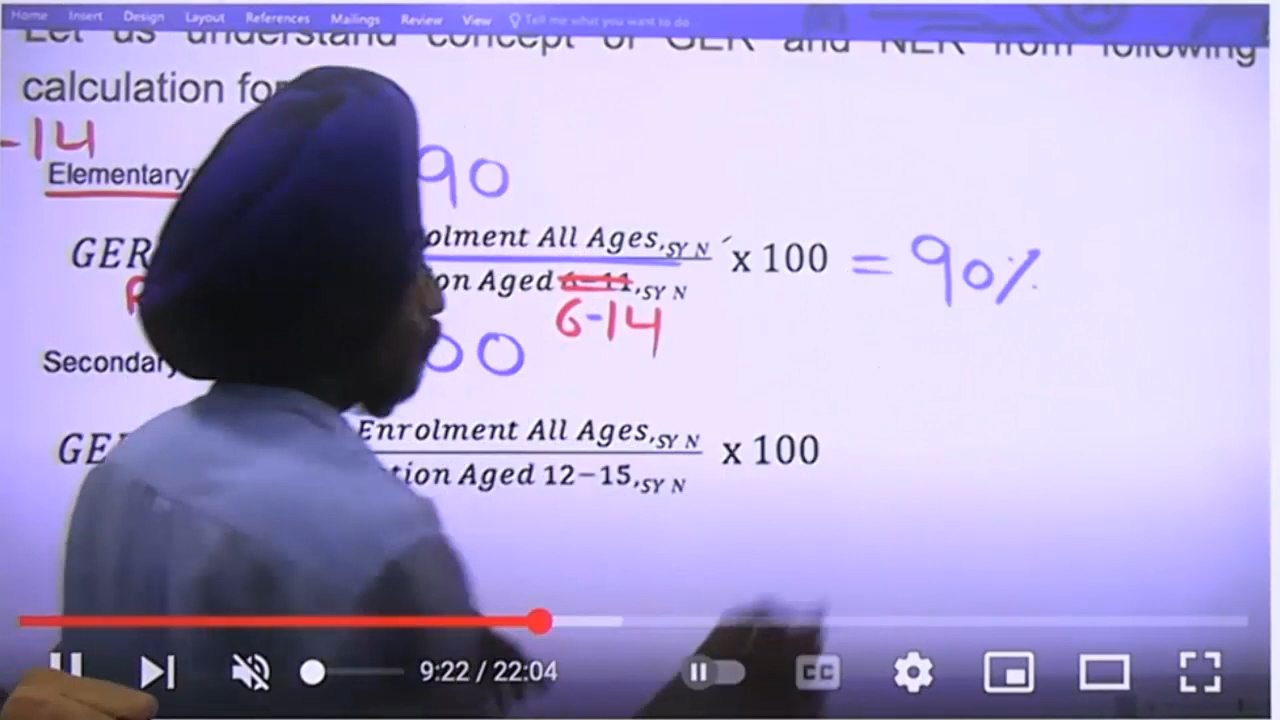 Home Insert Design Layout References Mailings Review View Tell me what you want to do
Let us understand concept of GER and NER from following
calculation for
-14
Elementary
90
GER
olment All Ages,SY N x 100 = 90%
on Aged 6-11,SY N
6-14
Secondary
00
GE
Enrolment All Ages,SY N x 100
tion Aged 12-15,SY N
9:22 / 22:04
CC